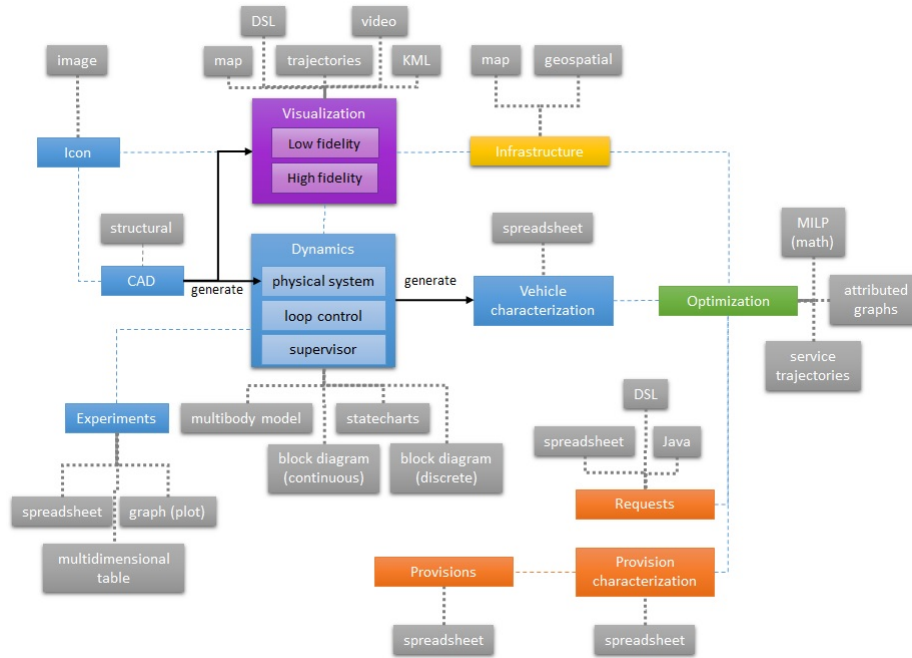 DSL
video
image
map
trajectories
KML
map
geospatial
Visualization
Low fidelity
High fidelity
Icon
Infrastructure
structural
spreadsheet
MILP
(math)
Dynamics
CAD
generate
physical system
generate
Vehicle
characterization
Optimization
attributed
graphs
loop control
supervisor
service
trajectories
Experiments
multibody model
statecharts
DSL
block diagram
(continuous)
block diagram
(discrete)
spreadsheet
Java
spreadsheet
graph (plot)
Requests
multidimensional
table
Provisions
Provision
characterization
spreadsheet
spreadsheet